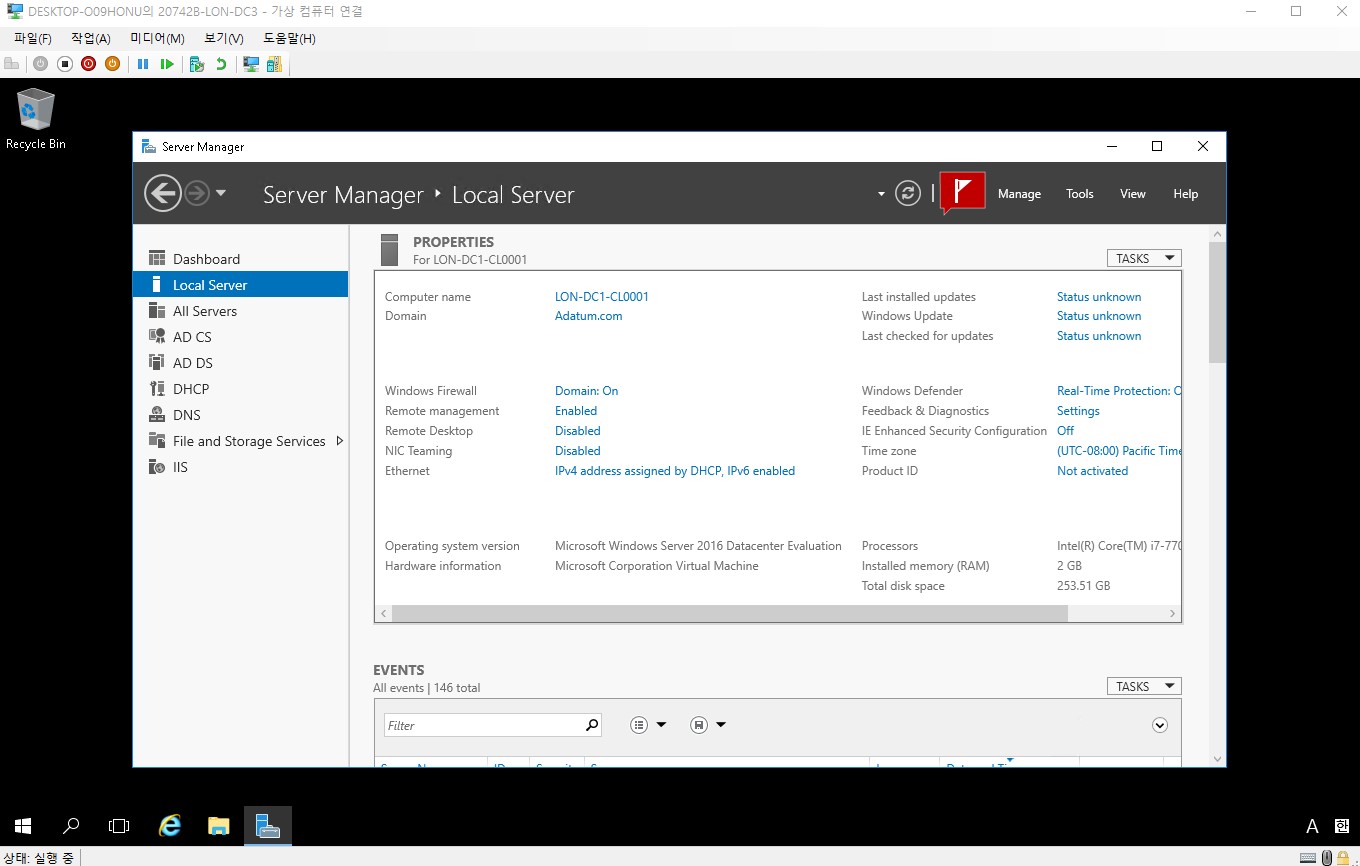 DESKTOP-O09HONU의 20742B-LON-DC3 - 가상 컴퓨터 연결
파일(F) 작업(A) 미디어(M) 보기(V) 도움말(H)
Recycle Bin
Server Manager
Server Manager Local Server
Manage Tools View Help
Dashboard
Local Server
All Servers
AD CS
AD DS
DHCP
DNS
File and Storage Services
IIS
PROPERTIES
For LON-DC1-CL0001
TASKS
Computer name LON-DC1-CL0001 Last installed updates Status unknown
Domain Adatum.com Windows Update Status unknown
Last checked for updates Status unknown
Windows Firewall Domain: On Windows Defender Real-Time Protection: O
Remote management Enabled Feedback & Diagnostics Settings
Remote Desktop Disabled IE Enhanced Security Configuration Off
NIC Teaming Disabled Time zone (UTC-08:00) Pacific Time
Ethernet IPv4 address assigned by DHCP, IPv6 enabled Product ID Not activated
Operating system version Microsoft Windows Server 2016 Datacenter Evaluation Processors Intel(R) Core(TM) i7-770
Hardware information Microsoft Corporation Virtual Machine Installed memory (RAM) 2 GB
Total disk space 253.51 GB
EVENTS
All events | 146 total
TASKS
Filter
A 한
상태: 실행 중